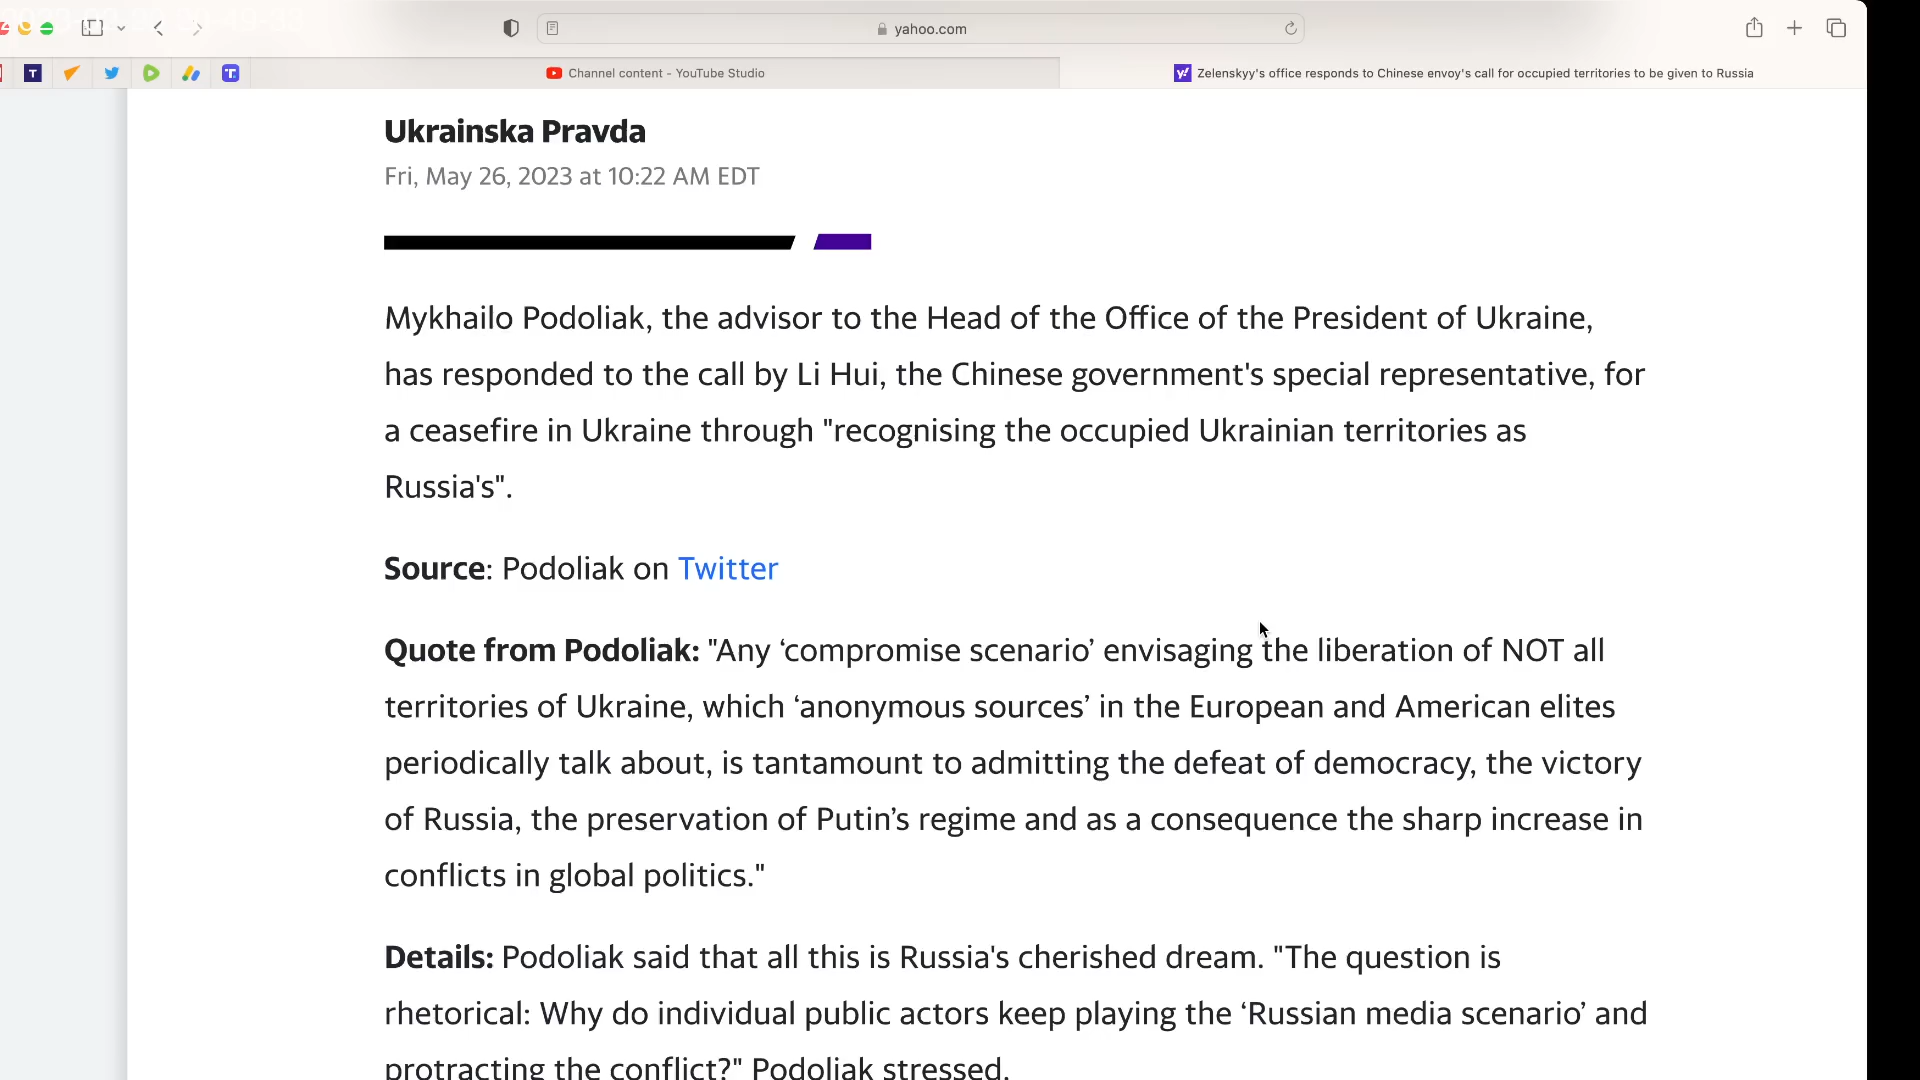 yahoo.com
T
T
Channel content - YouTube Studio
y!
Zelenskyy's office responds to Chinese envoy's call for occupied territories to be given to Russia
Ukrainska Pravda
Fri, May 26, 2023 at 10:22 AM EDT
Mykhailo Podoliak, the advisor to the Head of the Office of the President of Ukraine,
has responded to the call by Li Hui, the Chinese government's special representative, for
a ceasefire in Ukraine through "recognising the occupied Ukrainian territories as
Russia's".
Source: Podoliak on Twitter
Quote from Podoliak: "Any ‘compromise scenario’ envisaging the liberation of NOT all
territories of Ukraine, which ‘anonymous sources’ in the European and American elites
periodically talk about, is tantamount to admitting the defeat of democracy, the victory
of Russia, the preservation of Putin’s regime and as a consequence the sharp increase in
conflicts in global politics."
Details: Podoliak said that all this is Russia's cherished dream. "The question is
rhetorical: Why do individual public actors keep playing the ‘Russian media scenario’ and
protracting the conflict?" Podoliak stressed.